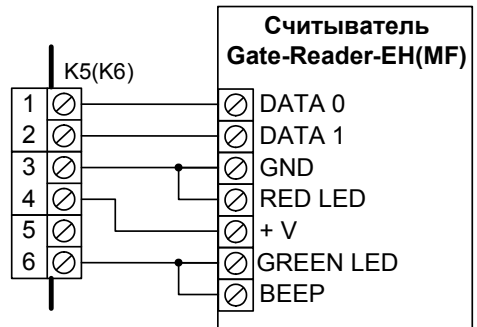 Считыватель
Gate-Reader-EH(MF)
K5(K6)
1 DATA 0
2 DATA 1
3 GND
4 RED LED
5 + V
6 GREEN LED
BEEP